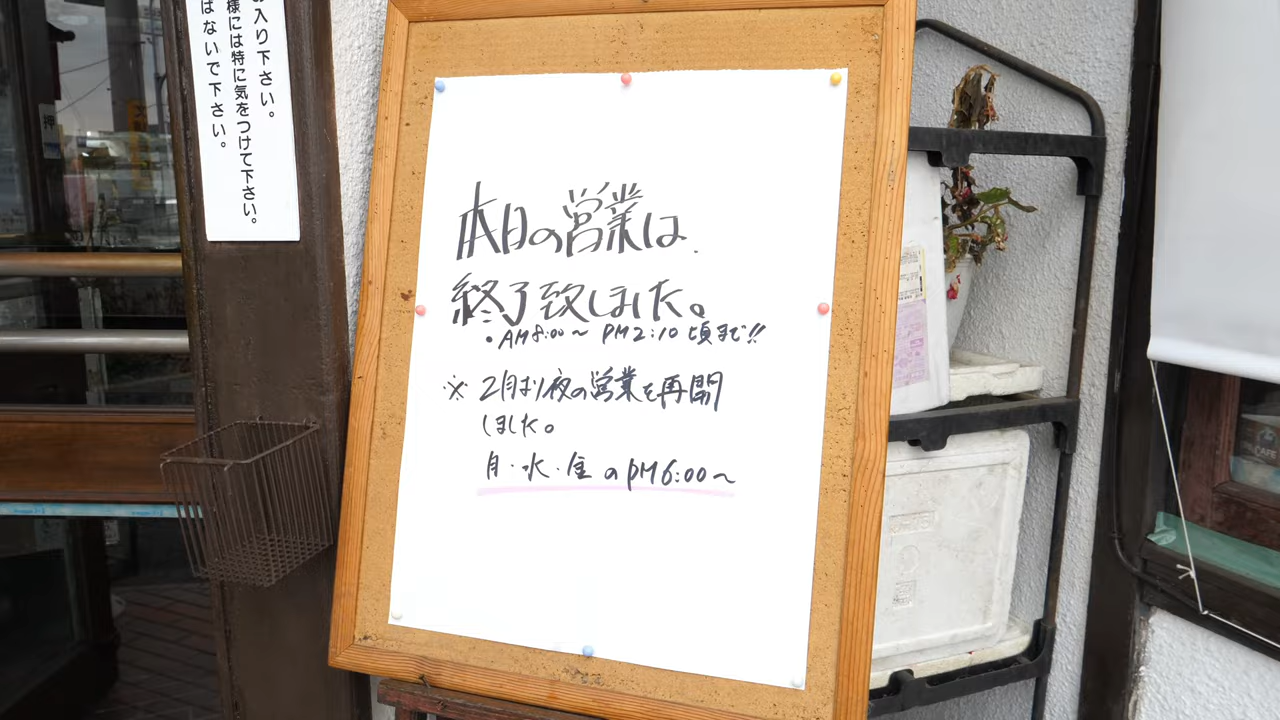 お入り下さい。
様には特に気をつけて下さい。
ばないで下さい。
押
本日の営業は
終了致しました。
・AM8:00〜PM2:10頃まで!!
※2月より夜の営業を再開
しました。
月・水・金のPM6:00〜
CAFE